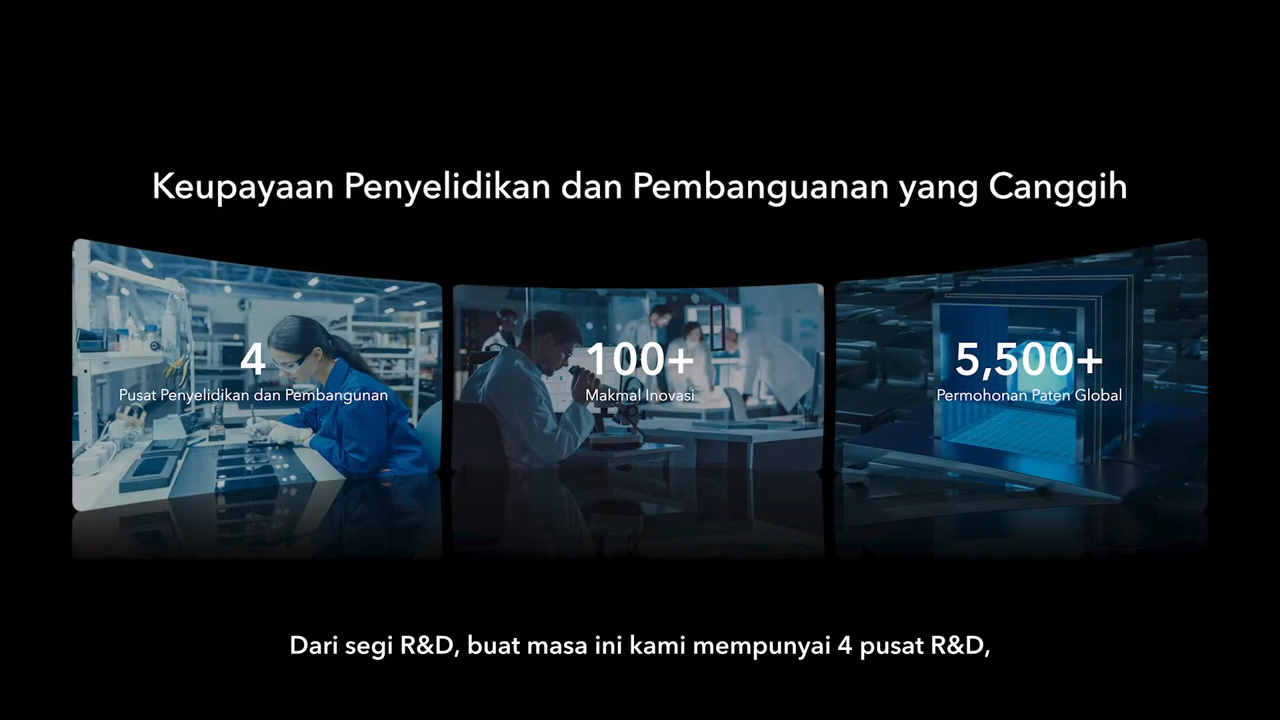 Keupayaan Penyelidikan dan Pembanguanan yang Canggih
4
Pusat Penyelidikan dan Pembangunan
100+
Makmal Inovasi
5,500+
Permohonan Paten Global
Dari segi R&D, buat masa ini kami mempunyai 4 pusat R&D,